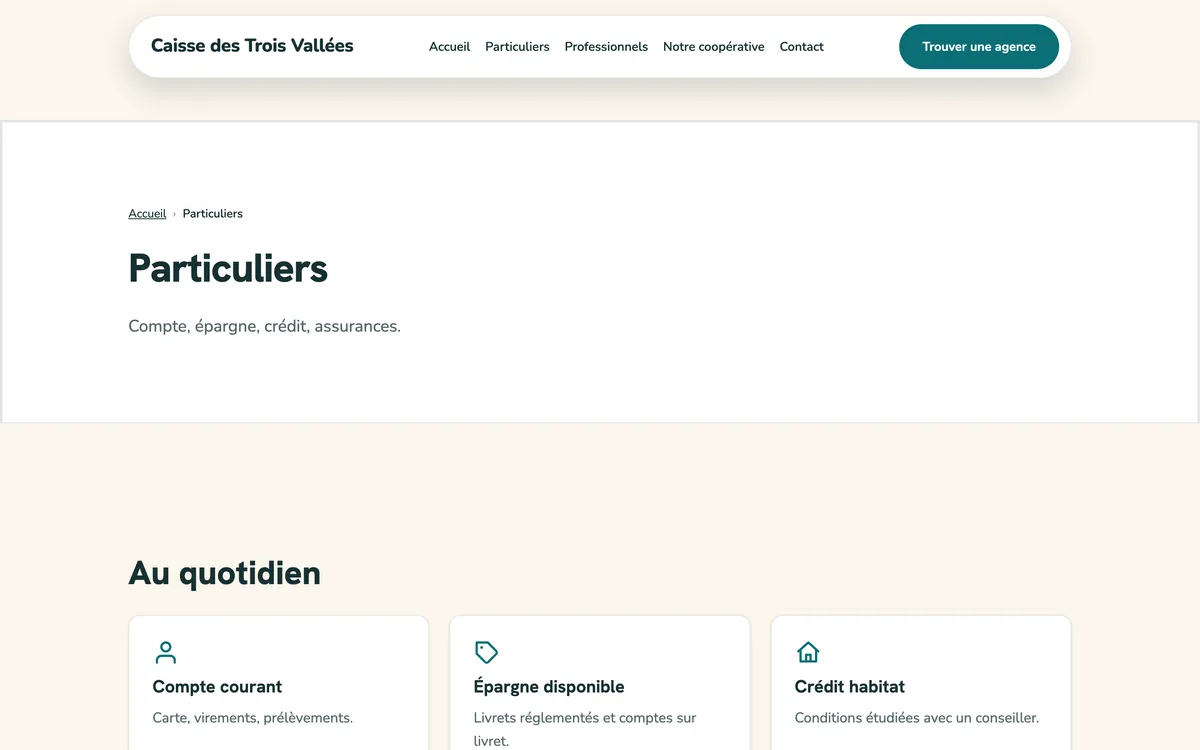 Caisse des Trois Vallées
Accueil Particuliers Professionnels Notre coopérative Contact
Trouver une agence
Accueil › Particuliers
Particuliers
Compte, épargne, crédit, assurances.
Au quotidien
Compte courant
Carte, virements, prélèvements.
Épargne disponible
Livrets réglementés et comptes sur
livret.
Crédit habitat
Conditions étudiées avec un conseiller.